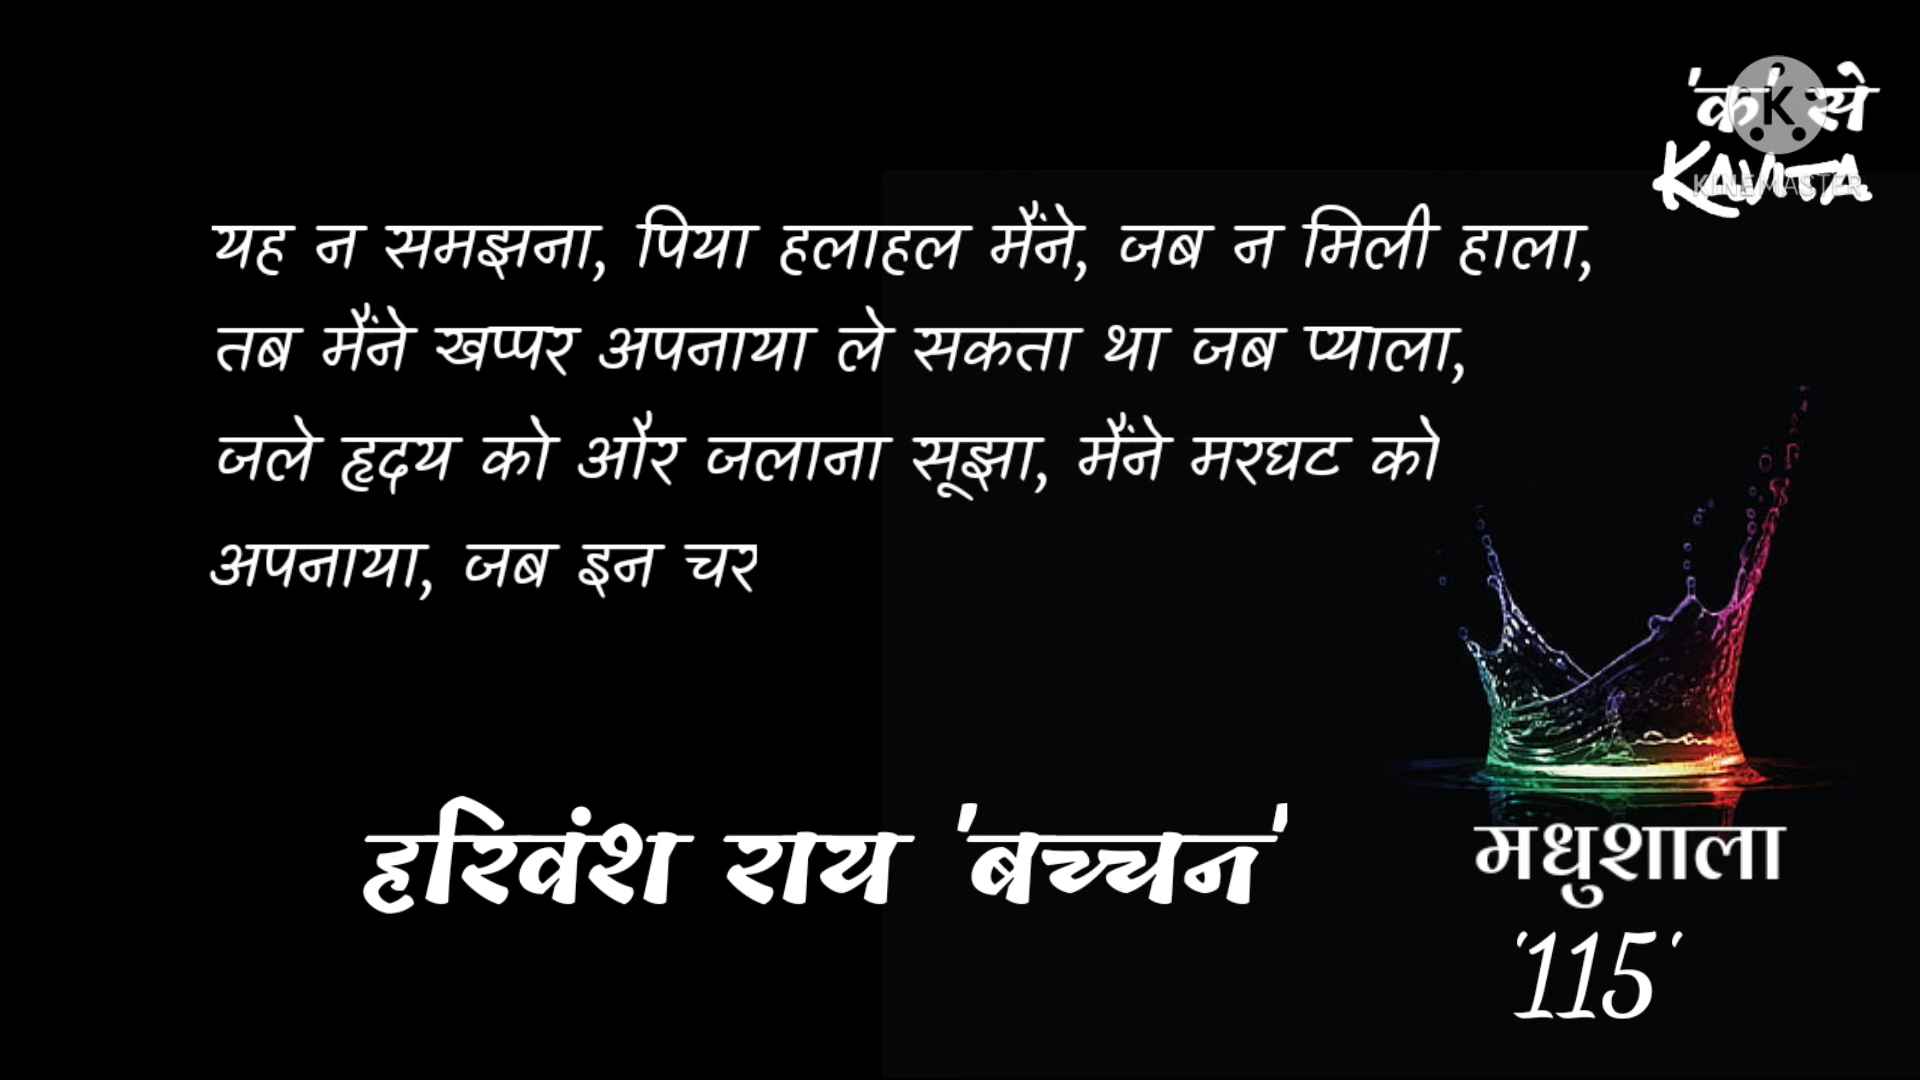 'क' से
K
KAVITA
KINEMASTER
यह न समझना, पिया हलाहल मैंने, जब न मिली हाला,
तब मैंने खप्पर अपनाया ले सकता था जब प्याला,
जले हृदय को और जलाना सूझा, मैंने मरघट को
अपनाया, जब इन चर
हरिवंश राय 'बच्चन'
मधुशाला
'115'